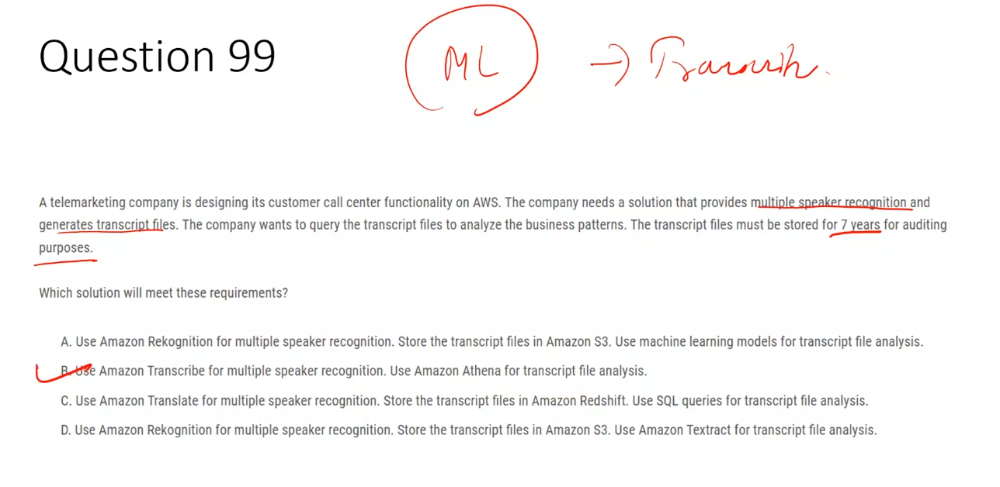 Question 99
ML
→ Transcribe.
A telemarketing company is designing its customer call center functionality on AWS. The company needs a solution that provides multiple speaker recognition and
generates transcript files. The company wants to query the transcript files to analyze the business patterns. The transcript files must be stored for 7 years for auditing
purposes.
Which solution will meet these requirements?
A. Use Amazon Rekognition for multiple speaker recognition. Store the transcript files in Amazon S3. Use machine learning models for transcript file analysis.
B. Use Amazon Transcribe for multiple speaker recognition. Use Amazon Athena for transcript file analysis.
C. Use Amazon Translate for multiple speaker recognition. Store the transcript files in Amazon Redshift. Use SQL queries for transcript file analysis.
D. Use Amazon Rekognition for multiple speaker recognition. Store the transcript files in Amazon S3. Use Amazon Textract for transcript file analysis.